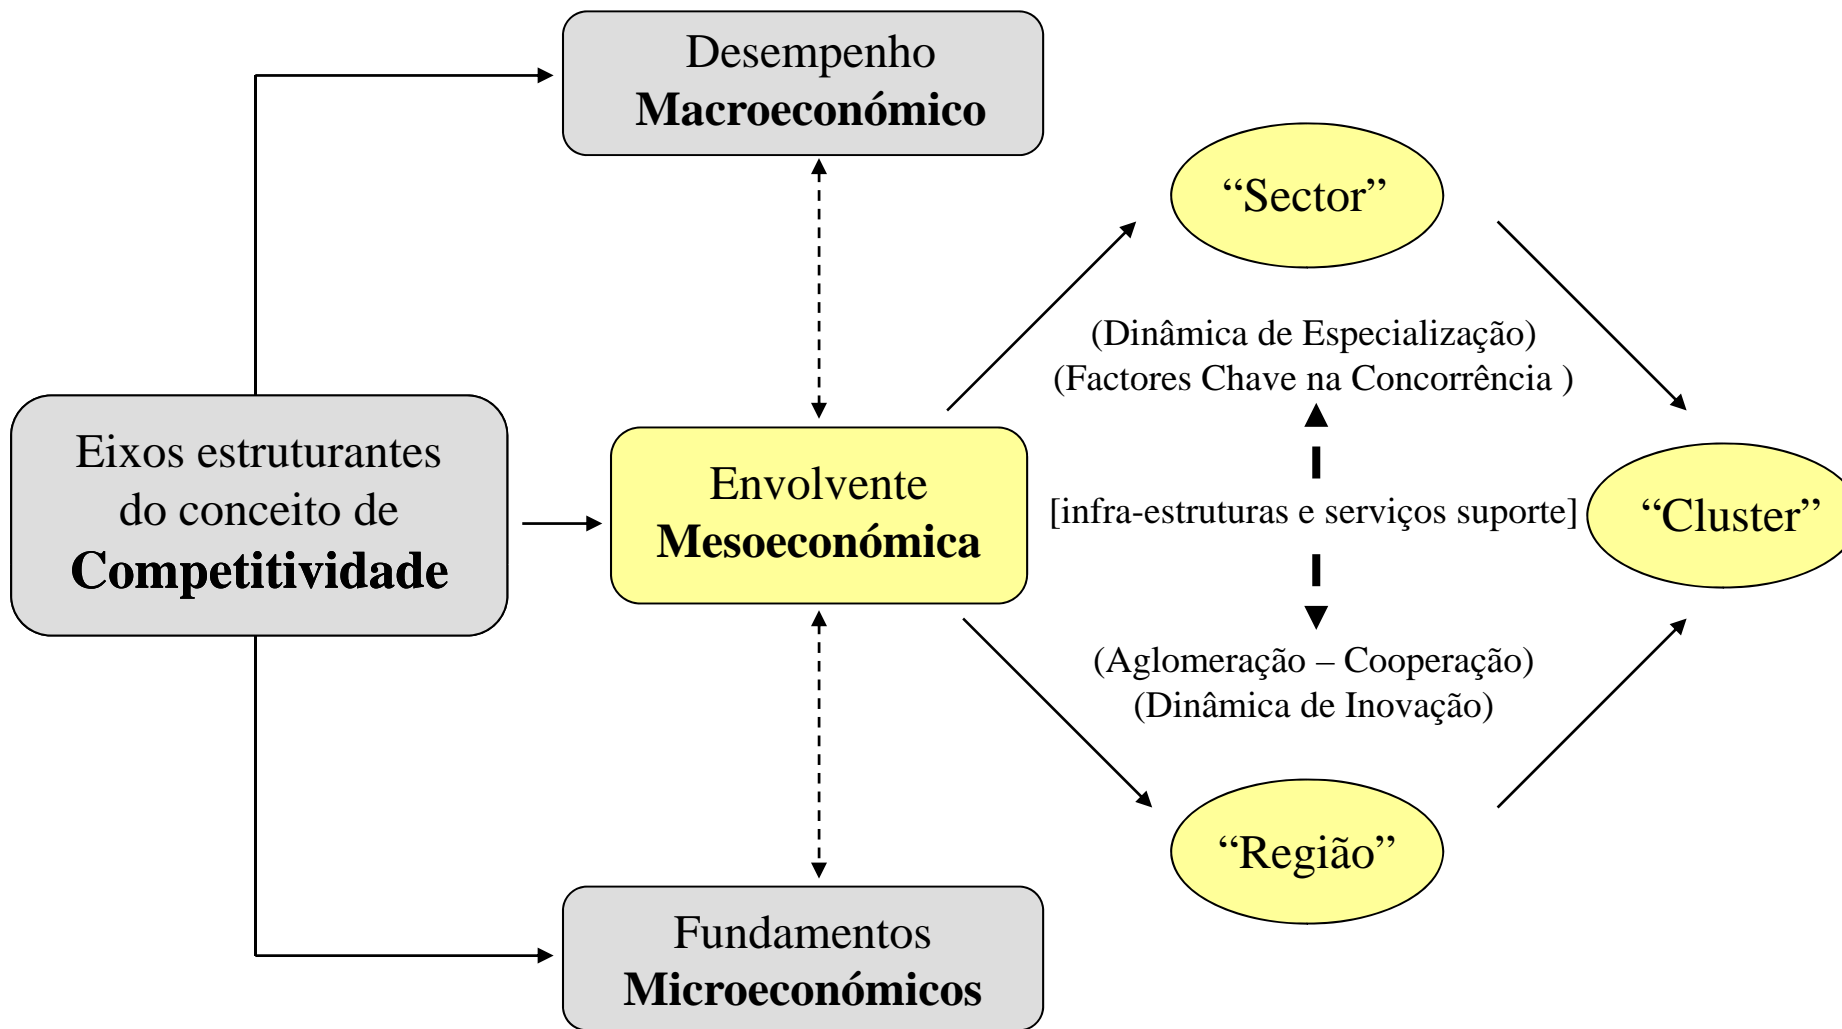 Desempenho
Macroeconómico
“Sector”
(Dinâmica de Especialização)
(Factores Chave na Concorrência )
Eixos estruturantes
do conceito de
Competitividade
Envolvente
Mesoeconómica
[infra-estruturas e serviços suporte]
“Cluster”
(Aglomeração – Cooperação)
(Dinâmica de Inovação)
“Região”
Fundamentos
Microeconómicos